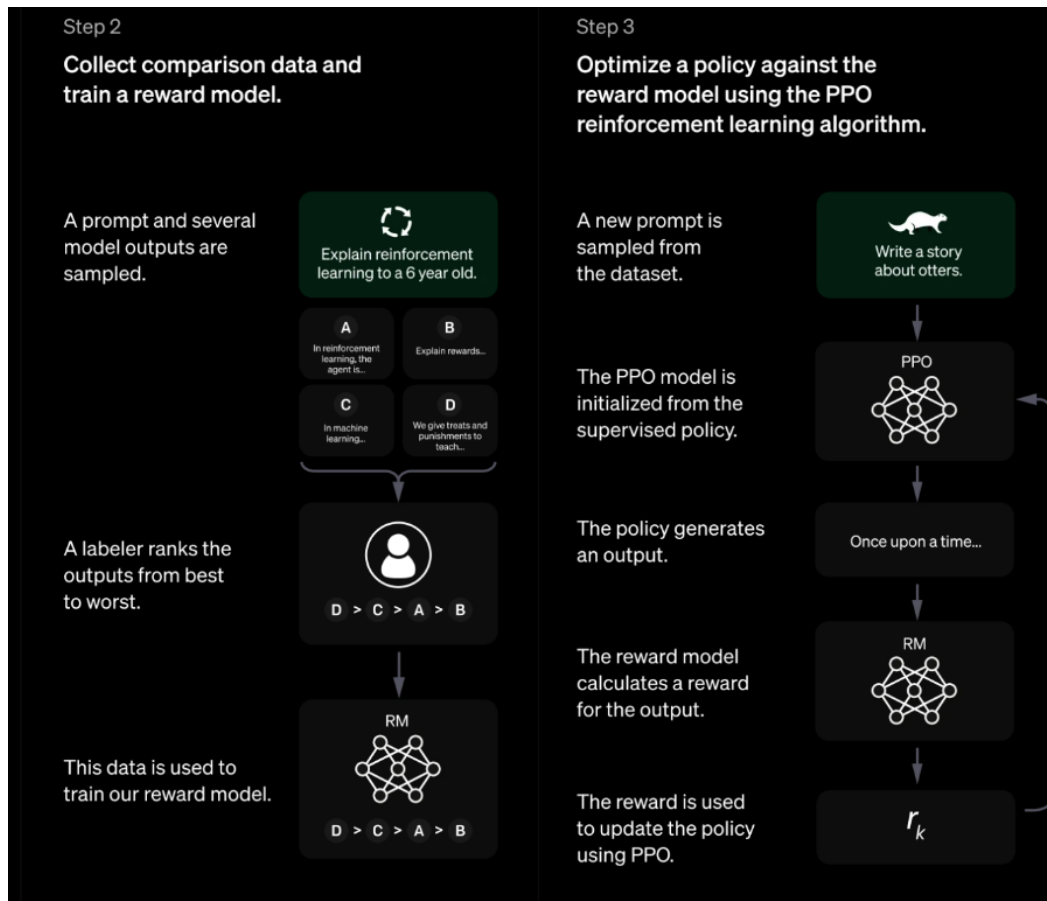 Step 2
Collect comparison data and
train a reward model.
A prompt and several
model outputs are
sampled.
Explain reinforcement
learning to a 6 year old.
A
In reinforcement
learning, the
agent is...
B
Explain rewards...
C
In machine
learning...
D
We give treats and
punishments to
teach...
A labeler ranks the
outputs from best
to worst.
D > C > A > B
This data is used to
train our reward model.
RM
D > C > A > B
Step 3
Optimize a policy against the
reward model using the PPO
reinforcement learning algorithm.
A new prompt is
sampled from
the dataset.
Write a story
about otters.
The PPO model is
initialized from the
supervised policy.
PPO
The policy generates
an output.
Once upon a time...
The reward model
calculates a reward
for the output.
RM
The reward is used
to update the policy
using PPO.
r_k